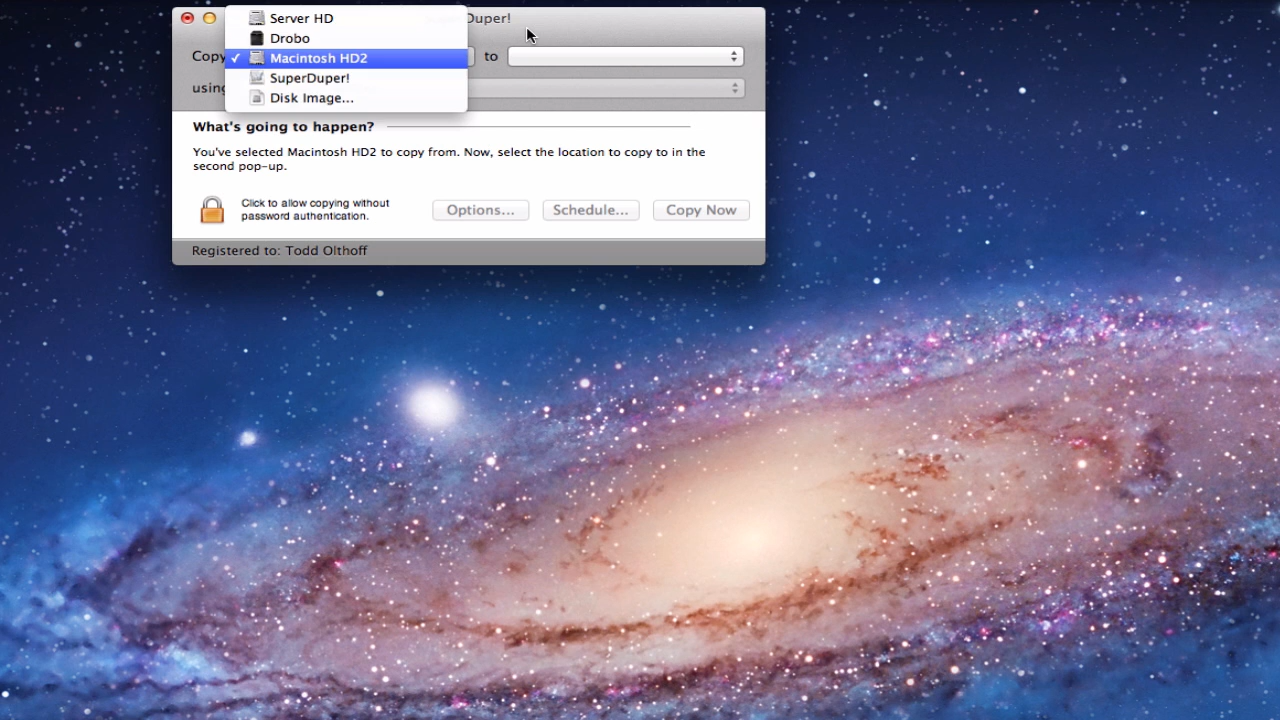 Server HD
Duper!
Drobo
Copy ✓ Macintosh HD2 to
SuperDuper!
using
Disk Image...
What's going to happen?
You've selected Macintosh HD2 to copy from. Now, select the location to copy to in the
second pop-up.
Click to allow copying without
password authentication.
Options...
Schedule...
Copy Now
Registered to: Todd Olthoff